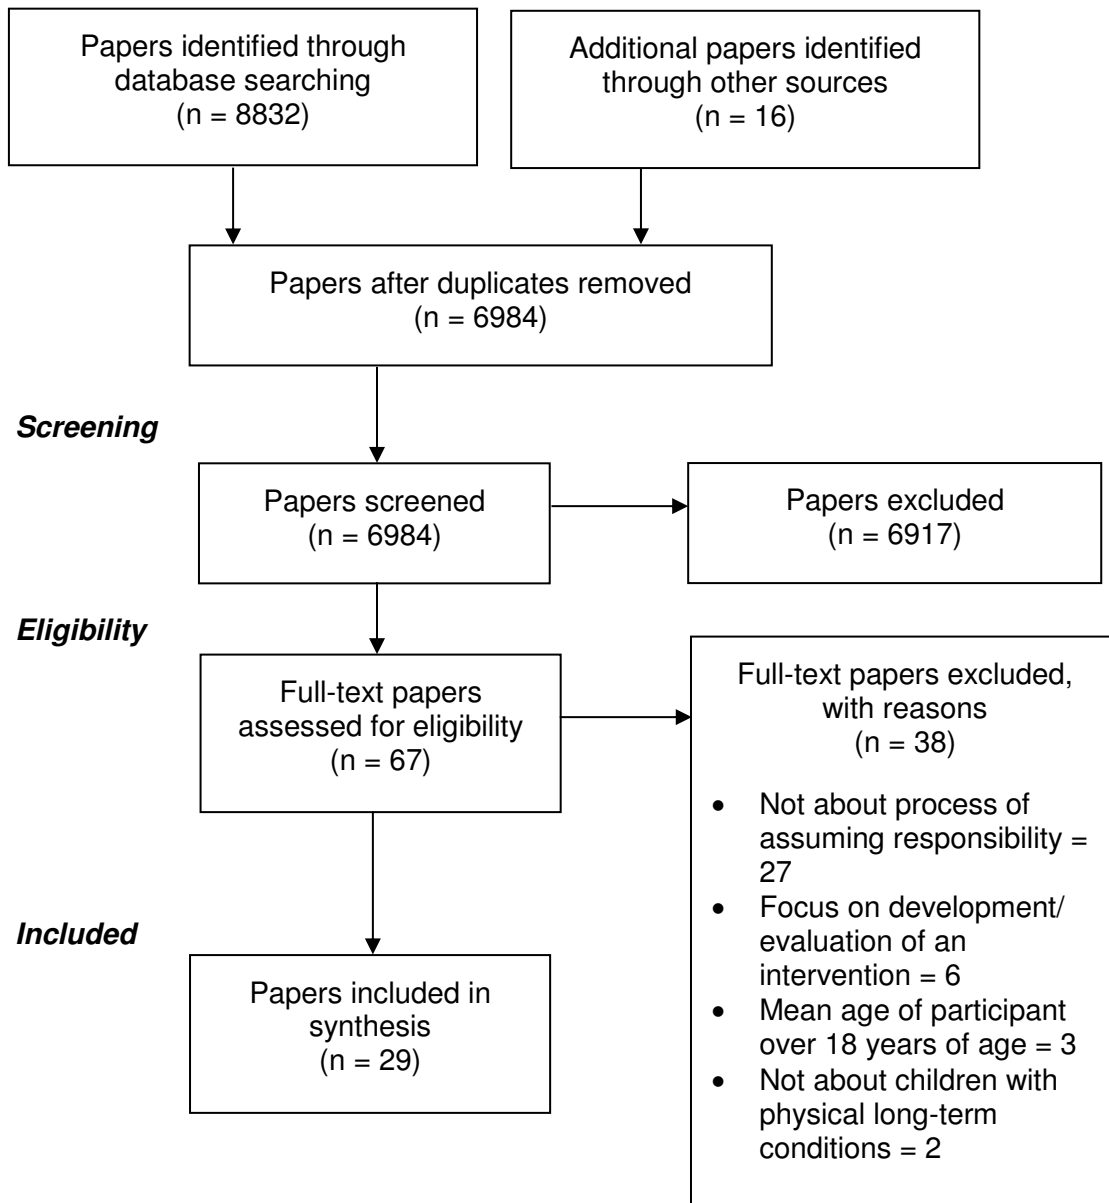 Papers identified through
database searching
(n = 8832)
Additional papers identified
through other sources
(n = 16)
Papers after duplicates removed
(n = 6984)
Screening
Papers screened
(n = 6984)
Papers excluded
(n = 6917)
Eligibility
Full-text papers
assessed for eligibility
(n = 67)
Full-text papers excluded,
with reasons
(n = 38)
• Not about process of
assuming responsibility =
27
• Focus on development/
evaluation of an
intervention = 6
• Mean age of participant
over 18 years of age = 3
• Not about children with
physical long-term
conditions = 2
Included
Papers included in
synthesis
(n = 29)